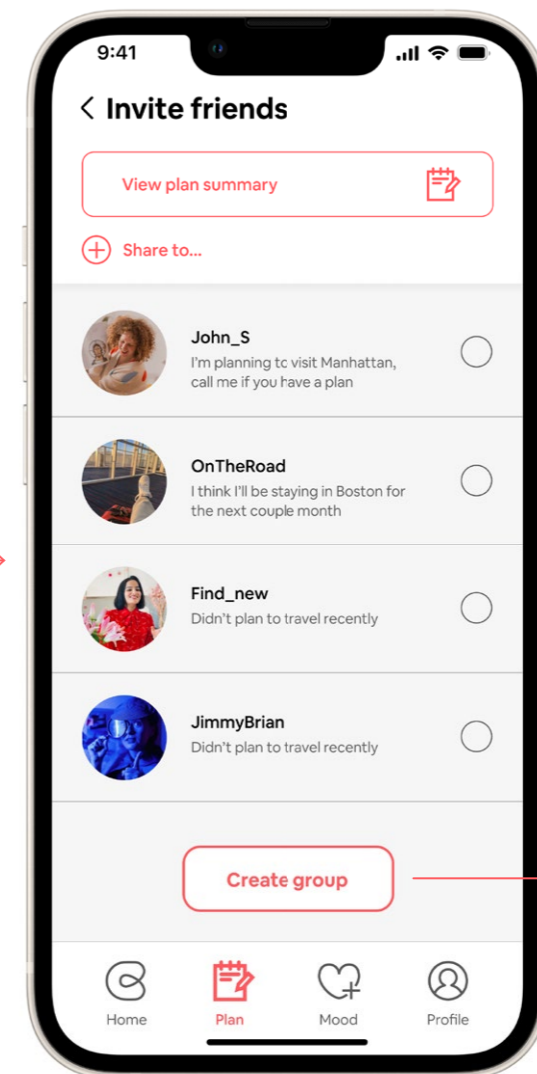 9:41
Invite friends
View plan summary
Share to...
John_S
I'm planning to visit Manhattan,
call me if you have a plan
OnTheRoad
I think I'll be staying in Boston for
the next couple month
Find_new
Didn't plan to travel recently
JimmyBrian
Didn't plan to travel recently
Create group
Home
Plan
Mood
Profile